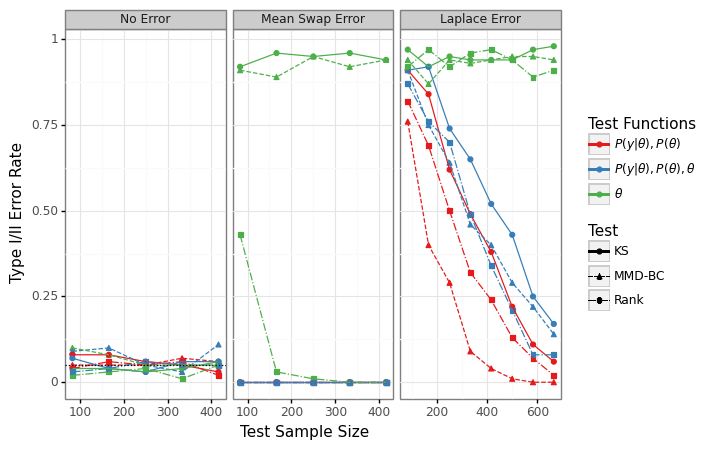 No Error
Mean Swap Error
Laplace Error
1
0.75
0.50
0.25
0
Type I/II Error Rate
100 200 300 400
100 200 300 400
200 400 600
Test Sample Size
Test Functions
P(y|θ), P(θ)
P(y|θ), P(θ), θ
θ
Test
KS
MMD-BC
Rank